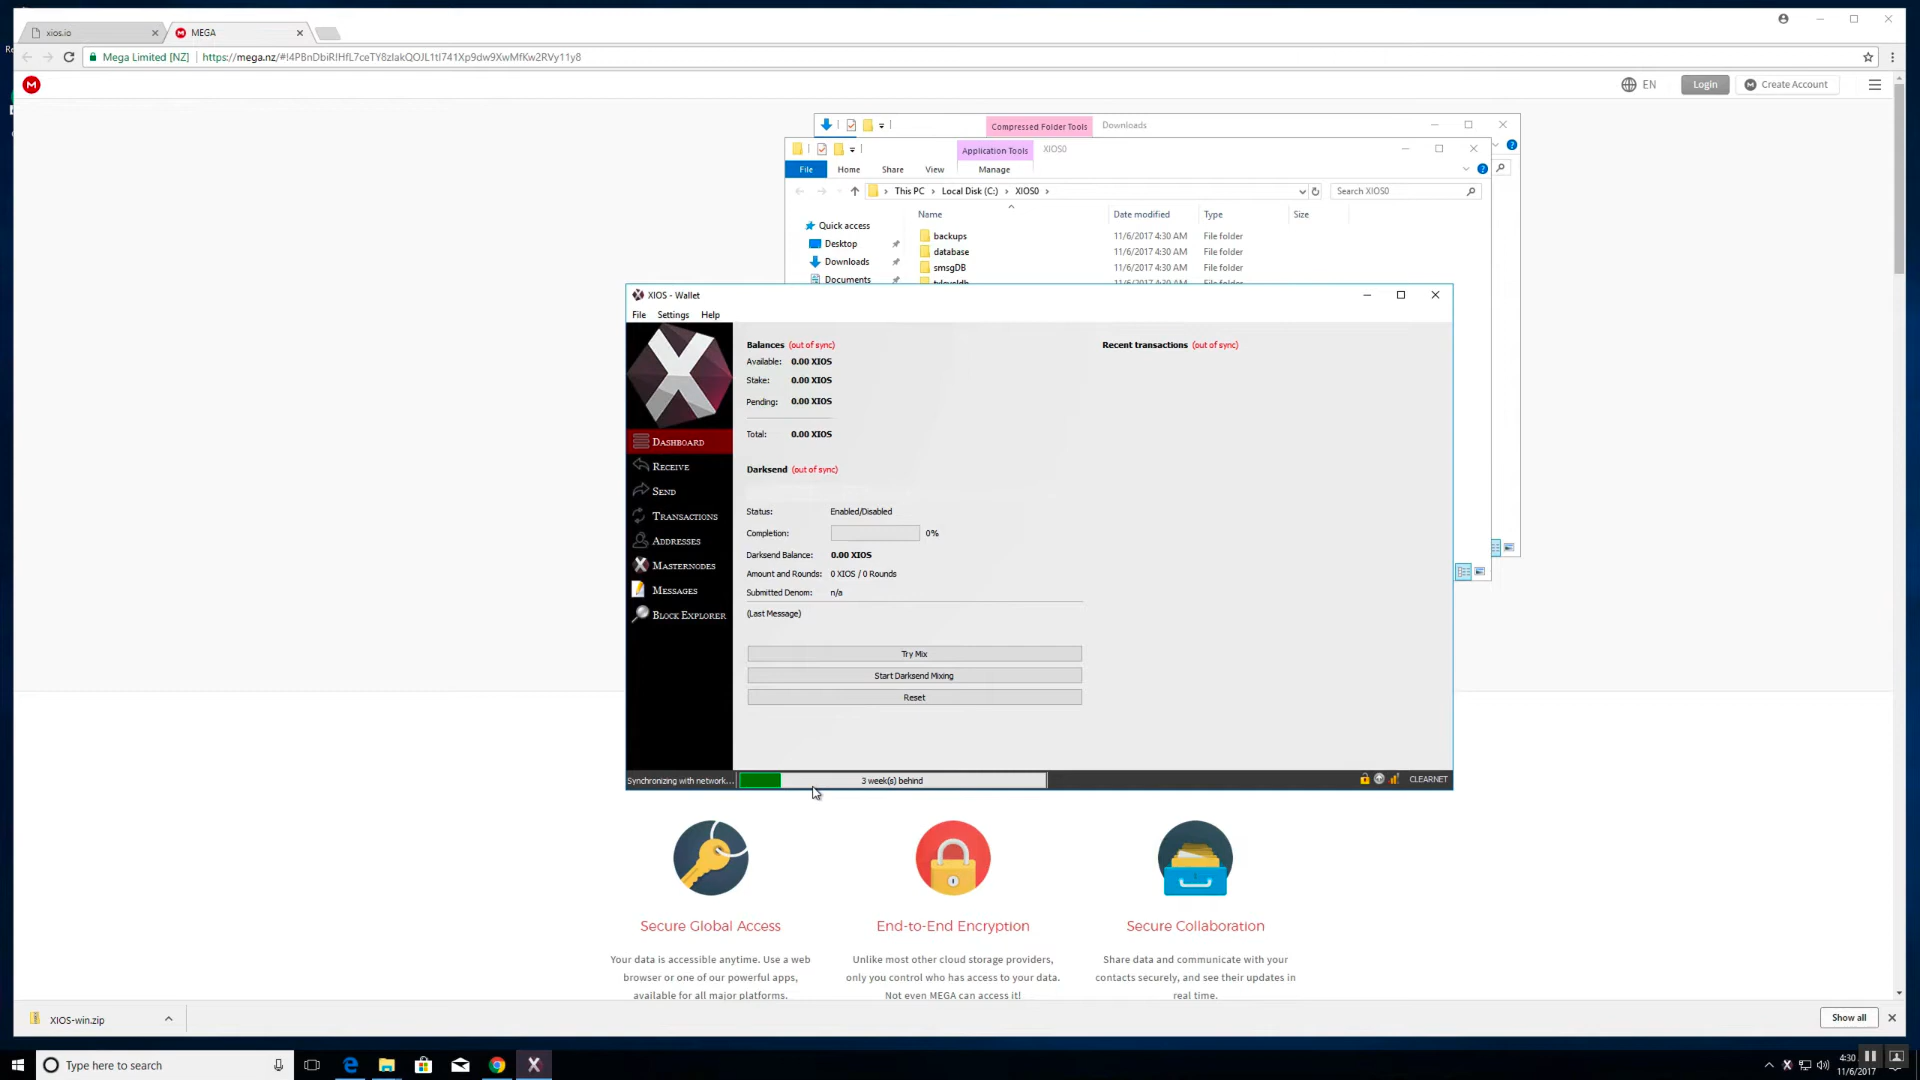 xios.io
MEGA
Mega Limited [NZ]
EN
Login
Create Account
Compressed Folder Tools
Downloads
Application Tools
XIOS0
File
Home
Share
View
Manage
This PC > Local Disk (C:) > XIOS0 >
Search XIOS0
Name
Date modified
Type
Size
Quick access
Desktop
Downloads
Documents
backups 11/6/2017 4:30 AM File folder
database 11/6/2017 4:30 AM File folder
smsgDB 11/6/2017 4:30 AM File folder
XIOS - Wallet
File Settings Help
Balances (out of sync)
Available: 0.00 XIOS
Stake: 0.00 XIOS
Pending: 0.00 XIOS
Total: 0.00 XIOS
Recent transactions (out of sync)
Dashboard
Receive
Send
Transactions
Addresses
Masternodes
Messages
Block Explorer
Darksend (out of sync)
Status: Enabled/Disabled
Completion: 0%
Darksend Balance: 0.00 XIOS
Amount and Rounds: 0 XIOS / 0 Rounds
Submitted Denom: n/a
(Last Message)
Try Mix
Start Darksend Mixing
Reset
Synchronizing with network...
3 week(s) behind
CLEARNET
Secure Global Access
Your data is accessible anytime. Use a web
browser or one of our powerful apps,
available for all major platforms.
End-to-End Encryption
Unlike most other cloud storage providers,
only you control who has access to your data.
Not even MEGA can access it!
Secure Collaboration
Share data and communicate with your
contacts securely, and see their updates in
real time.
XIOS-win.zip
Show all
Type here to search
4:30
11/6/2017